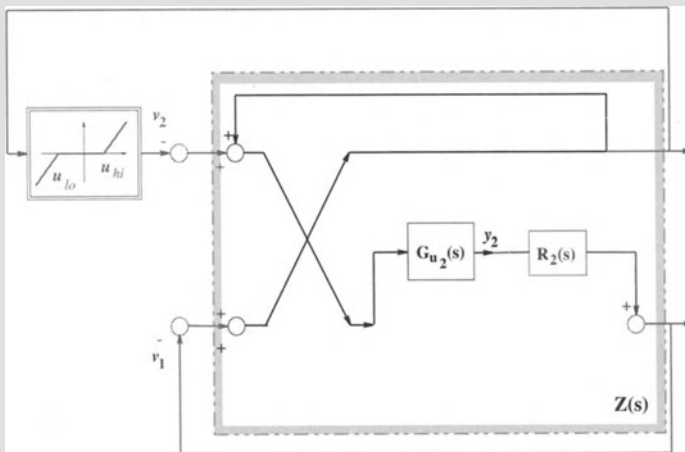 v2
-
+
+
u lo
u hi
Gu2(s)
y2
R2(s)
+
+
+
-
v1
Z(s)